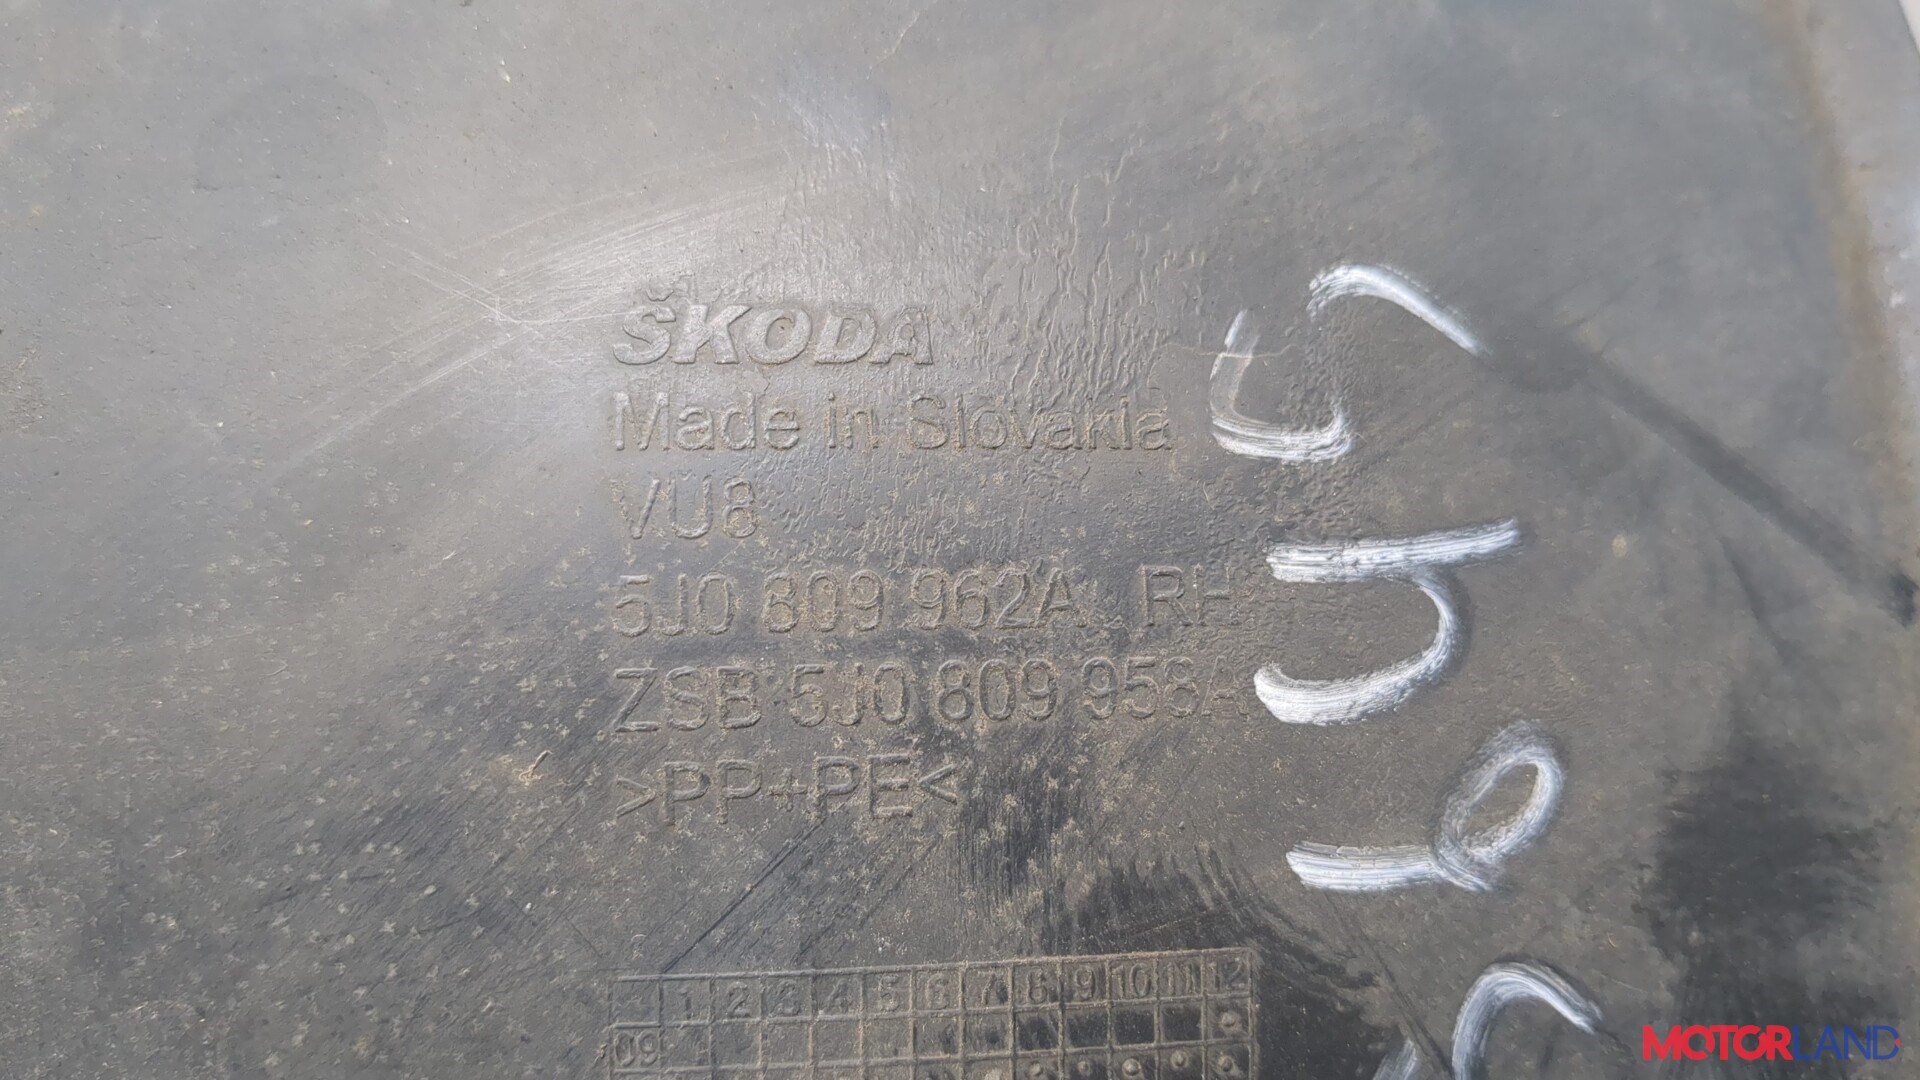 ŠKODA
Made in Slovakia
VU8
5J0 809 962A RH
ZSB 5J0 809 958A
>PP+PE<
1 2 3 4 5 6 7 8 9 10 11 12
09
MOTORLAND